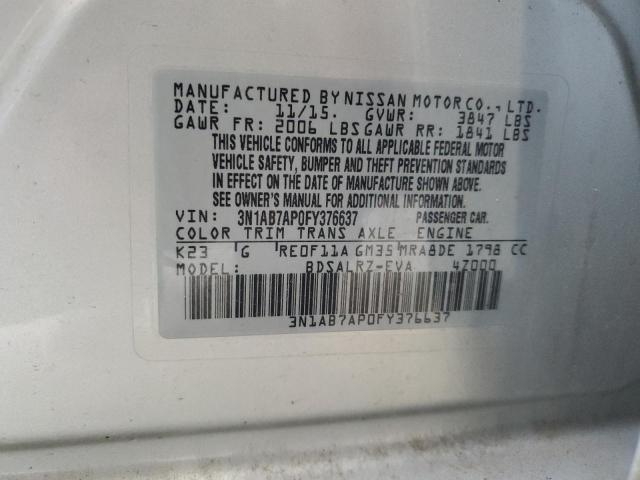 MANUFACTURED BY NISSAN MOTOR CO., LTD.
DATE: 11/15. GVWR: 3847 LBS
GAWR FR: 2006 LBS GAWR RR: 1841 LBS
THIS VEHICLE CONFORMS TO ALL APPLICABLE FEDERAL MOTOR
VEHICLE SAFETY, BUMPER AND THEFT PREVENTION STANDARDS
IN EFFECT ON THE DATE OF MANUFACTURE SHOWN ABOVE.
SEE OWNER'S MANUAL FOR ADDITIONAL INFORMATION.
VIN: 3N1AB7AP0FY376637 PASSENGER CAR.
COLOR TRIM TRANS AXLE ENGINE
K23 G RE0F11A GM35 MRA8DE 1798 CC
MODEL: BDSALRZ-EVA 4Z000
3N1AB7AP0FY376637